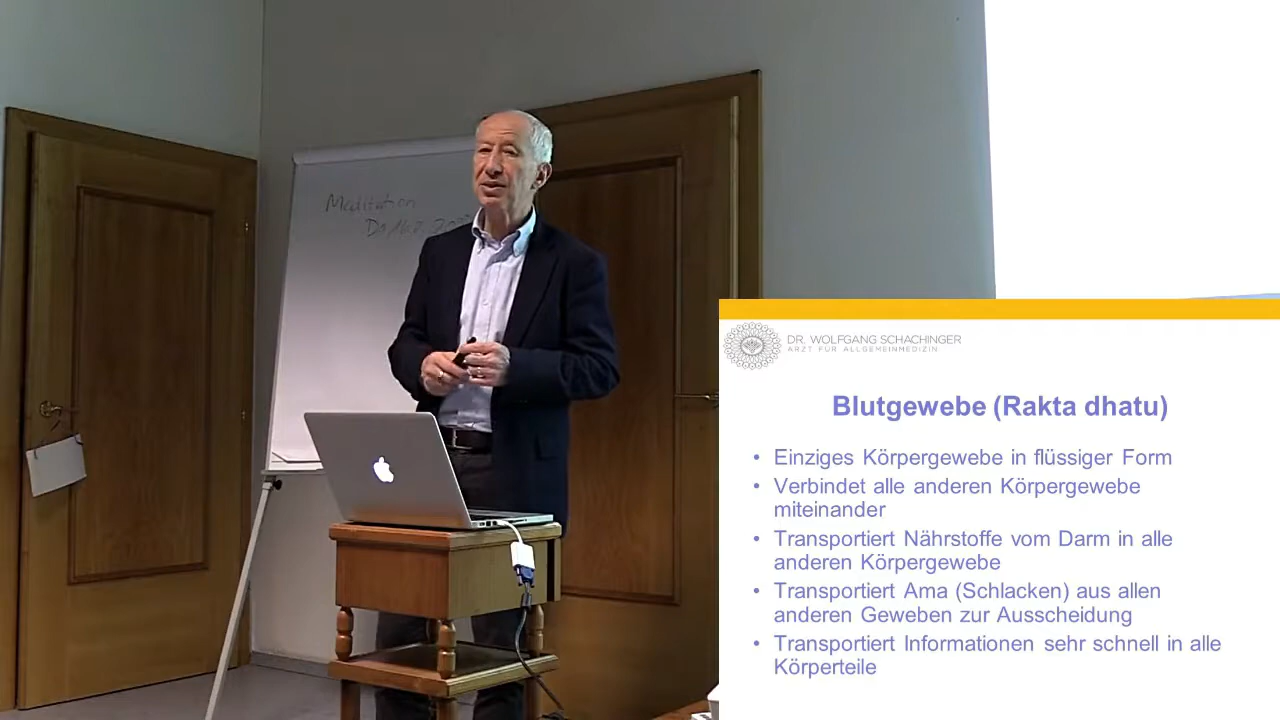 Meditation
DR. WOLFGANG SCHACHINGER
ARZT FÜR ALLGEMEINMEDIZIN
Blutgewebe (Rakta dhatu)
• Einziges Körpergewebe in flüssiger Form
• Verbindet alle anderen Körpergewebe
miteinander
• Transportiert Nährstoffe vom Darm in alle
anderen Körpergewebe
• Transportiert Ama (Schlacken) aus allen
anderen Geweben zur Ausscheidung
• Transportiert Informationen sehr schnell in alle
Körperteile